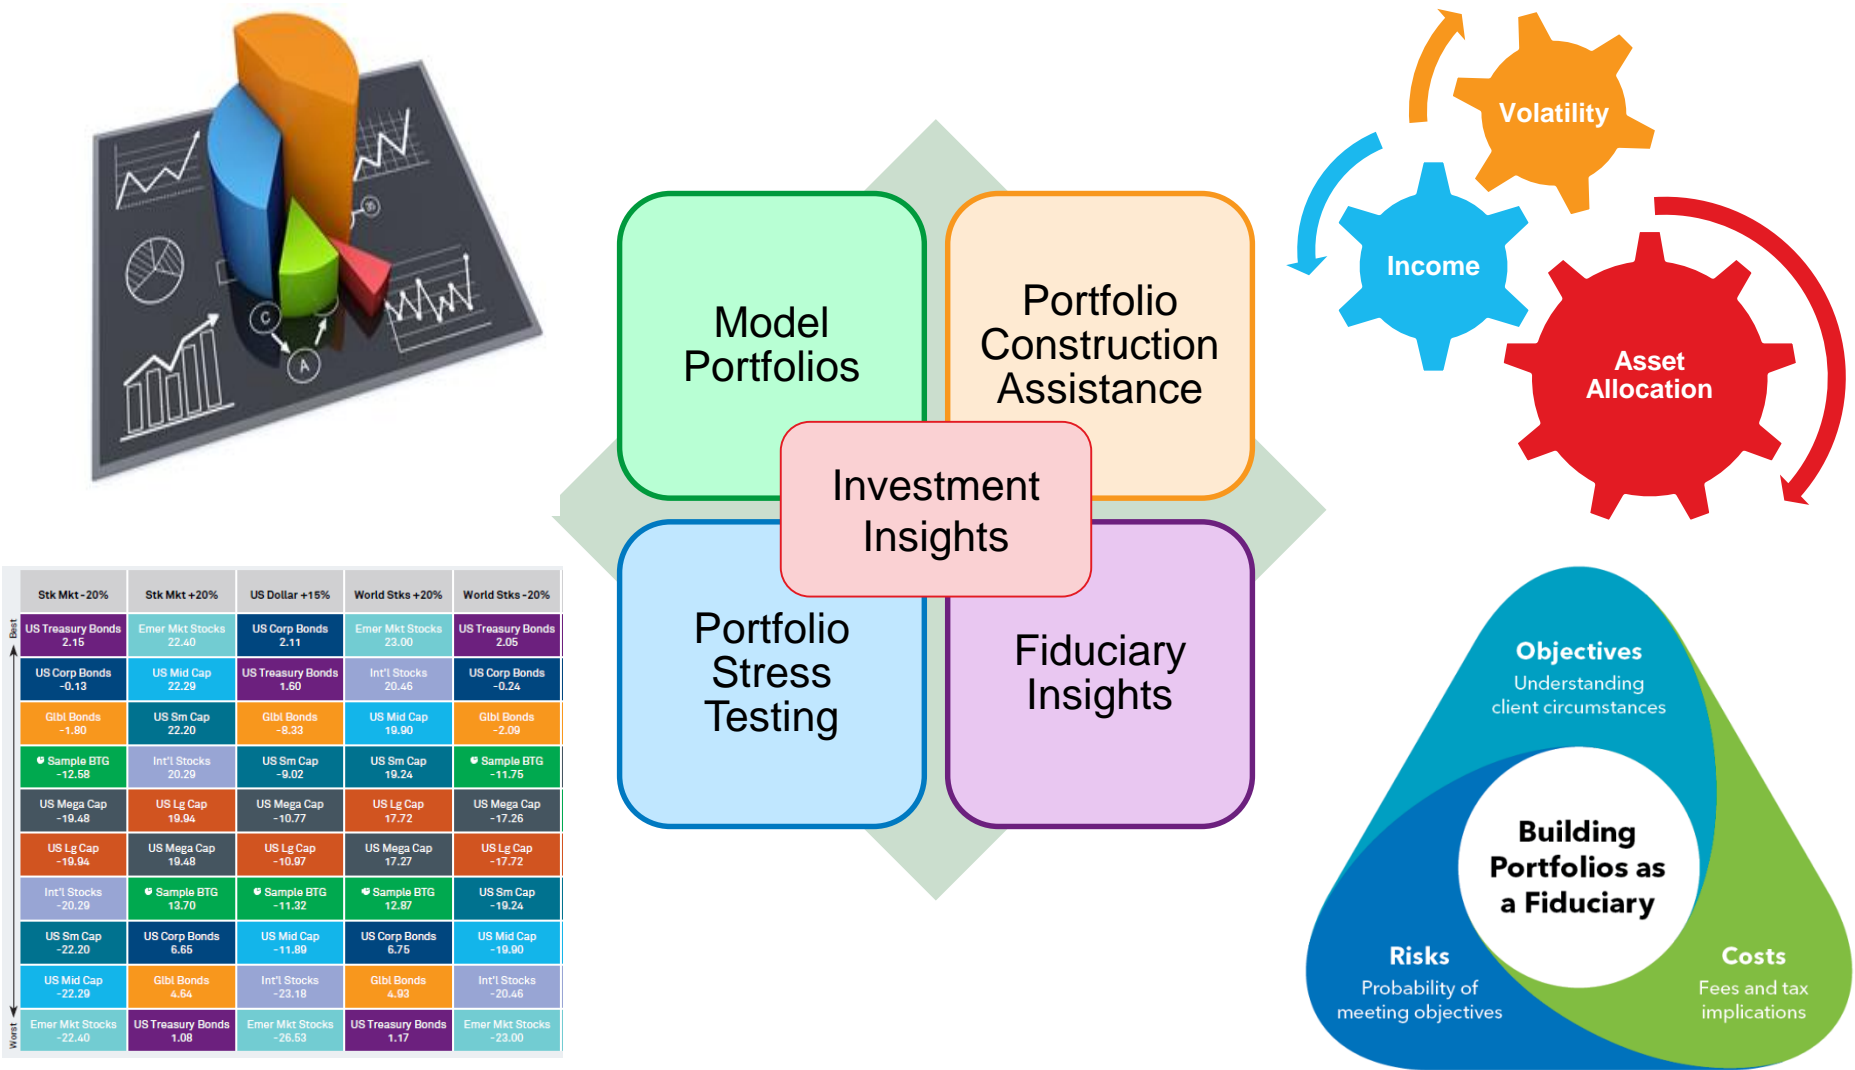 C
A
35
Model
Portfolios
Portfolio
Construction
Assistance
Investment
Insights
Portfolio
Stress
Testing
Fiduciary
Insights
Volatility
Income
Asset
Allocation
Best
Worst
Stk Mkt -20% Stk Mkt +20% US Dollar +15% World Stks +20% World Stks -20%
US Treasury Bonds Emer Mkt Stocks US Corp Bonds Emer Mkt Stocks US Treasury Bonds
2.15 22.40 2.11 23.00 2.05
US Corp Bonds US Mid Cap US Treasury Bonds Int'l Stocks US Corp Bonds
-0.13 22.29 1.60 20.46 -0.24
Glbl Bonds US Sm Cap Glbl Bonds US Mid Cap Glbl Bonds
-1.80 22.20 -8.33 19.90 -2.09
Sample BTG Int'l Stocks US Sm Cap US Sm Cap Sample BTG
-12.58 20.29 -9.02 19.24 -11.75
US Mega Cap US Lg Cap US Mega Cap US Lg Cap US Mega Cap
-19.48 19.94 -10.77 17.72 -17.26
US Lg Cap US Mega Cap US Lg Cap US Mega Cap US Lg Cap
-19.94 19.48 -10.97 17.27 -17.72
Int'l Stocks Sample BTG Sample BTG Sample BTG US Sm Cap
-20.29 13.70 -11.32 12.87 -19.24
US Sm Cap US Corp Bonds US Mid Cap US Corp Bonds US Mid Cap
-22.20 6.65 -11.89 6.75 -19.90
US Mid Cap Glbl Bonds Int'l Stocks Glbl Bonds Int'l Stocks
-22.29 4.64 -23.18 4.93 -20.46
Emer Mkt Stocks US Treasury Bonds Emer Mkt Stocks US Treasury Bonds Emer Mkt Stocks
-22.40 1.08 -26.53 1.17 -23.00
Objectives
Understanding
client circumstances
Building
Portfolios as
a Fiduciary
Risks
Probability of
meeting objectives
Costs
Fees and tax
implications